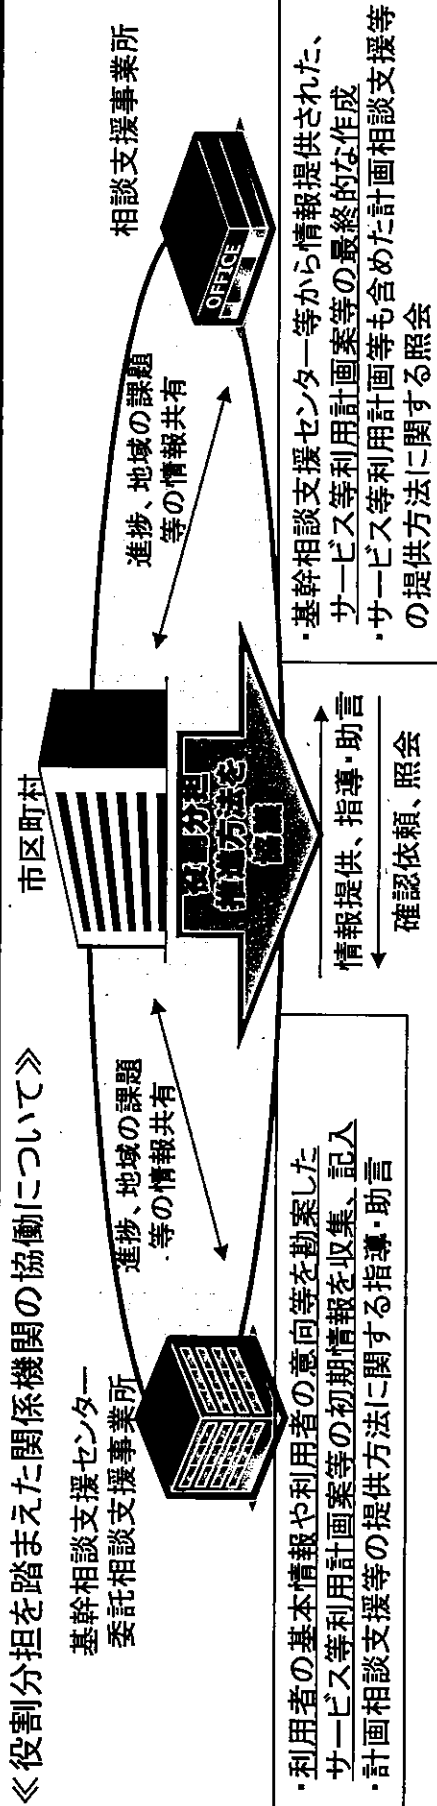 ≪役割分担を踏まえた関係機関の協働について≫
基幹相談支援センター
委託相談支援事業所
進捗、地域の課題
等の情報共有
市区町村
役割分担
推進方法を
協議
進捗、地域の課題
等の情報共有
相談支援事業所
OFFICE
・利用者の基本情報や利用者の意向等を勘案した
サービス等利用計画案等の初期情報を収集、記入
・計画相談支援等の提供方法に関する指導・助言
情報提供、指導・助言
確認依頼、照会
・基幹相談支援センター等から情報提供された、
サービス等利用計画案等の最終的な作成
・サービス等利用計画等も含めた計画相談支援等
の提供方法に関する照会